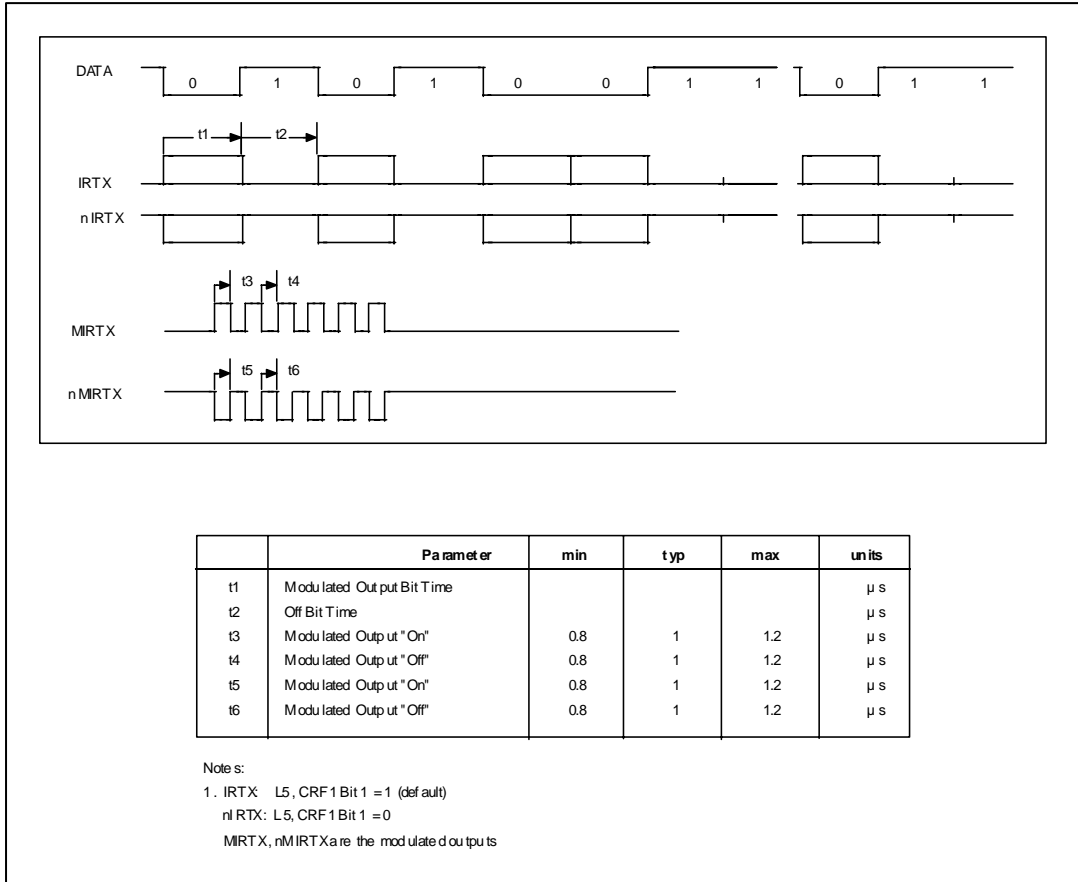 DATA 0 1 0 1 0 0 1 1 0 1 1
t1 t2
IRTX
nIRTX
t3 t4
MIRTX
t5 t6
nMIRTX
Parameter min typ max units
t1 Modulated Output Bit Time µs
t2 Off Bit Time µs
t3 Modulated Output "On" 0.8 1 1.2 µs
t4 Modulated Output "Off" 0.8 1 1.2 µs
t5 Modulated Output "On" 0.8 1 1.2 µs
t6 Modulated Output "Off" 0.8 1 1.2 µs
Notes:
1. IRTX: L5, CRF1 Bit 1 = 1 (default)
nIRTX: L5, CRF1 Bit 1 = 0
MIRTX, nMIRTX are the modulated outputs